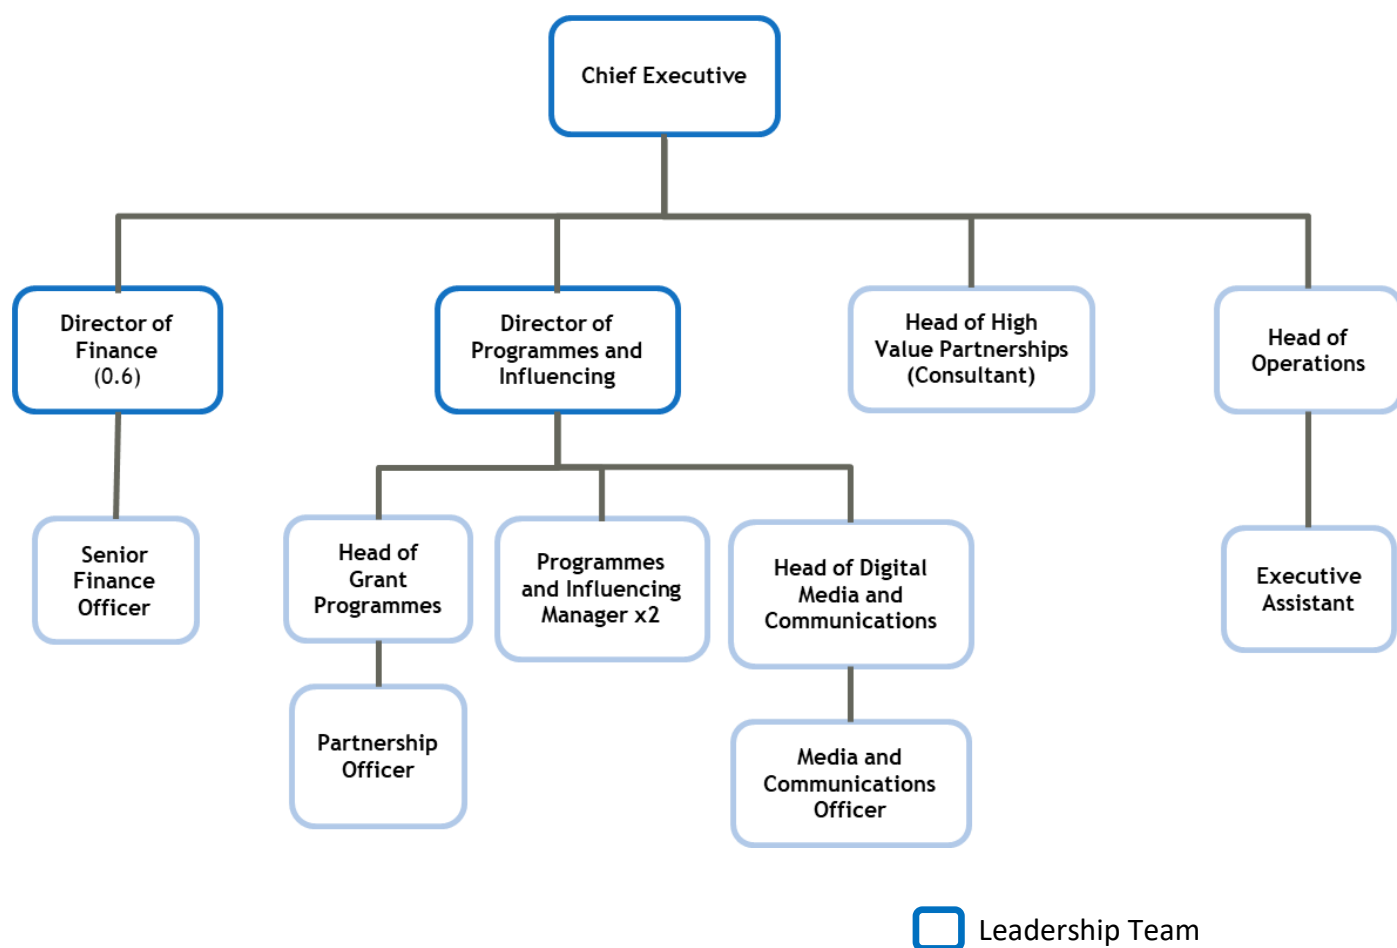 Chief Executive
Director of
Finance
(0.6)
Director of
Programmes and
Influencing
Head of High
Value Partnerships
(Consultant)
Head of
Operations
Senior
Finance
Officer
Head of
Grant
Programmes
Programmes
and Influencing
Manager x2
Head of Digital
Media and
Communications
Executive
Assistant
Partnership
Officer
Media and
Communications
Officer
Leadership Team